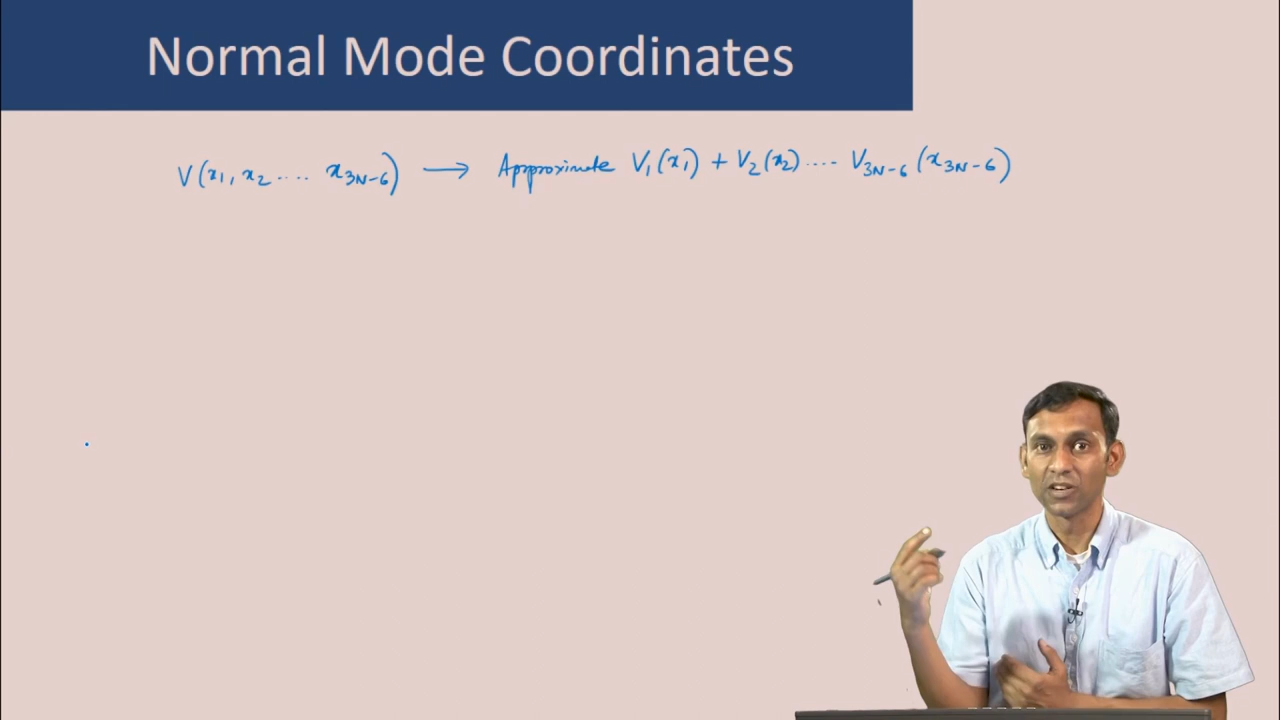 Normal Mode Coordinates
V(x₁, x₂ .... x₃N₋₆) → Approximate V₁(x₁) + V₂(x₂) .... V₃N₋₆(x₃N₋₆)